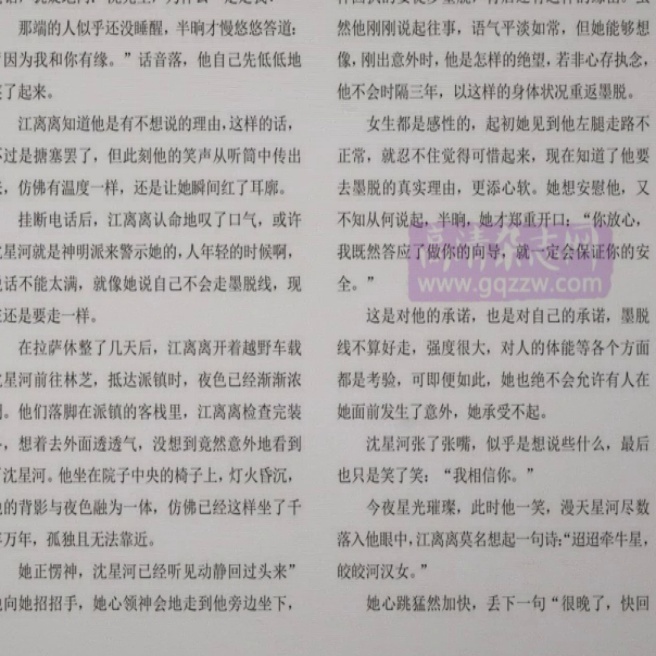 那端的人似乎还没睡醒，半晌才慢悠悠答道：
因为我和你有缘。”话音落，他自己先低低地
了起来。
江离离知道他是有不想说的理由，这样的话，
过是搪塞罢了，但此刻他的笑声从听筒中传出
，仿佛有温度一样，还是让她瞬间红了耳廓。
挂断电话后，江离离认命地叹了口气，或许
星河就是神明派来警示她的，人年轻的时候啊，
话不能太满，就像她说自己不会走墨脱线，现
还是要走一样。
在拉萨休整了几天后，江离离开着越野车载
星河前往林芝，抵达派镇时，夜色已经渐渐浓
。他们落脚在派镇的客栈里，江离离检查完装
，想着去外面透透气，没想到竟然意外地看到
沈星河。他坐在院子中央的椅子上，灯火昏沉，
的背影与夜色融为一体，仿佛已经这样坐了千
万年，孤独且无法靠近。
她正愣神，沈星河已经听见动静回过头来”
向她招招手，她心领神会地走到他旁边坐下，
然他刚刚说起往事，语气平淡如常，但她能够想
像，刚出意外时，他是怎样的绝望，若非心存执念，
他不会时隔三年，以这样的身体状况重返墨脱。
女生都是感性的，起初她见到他左腿走路不
正常，就忍不住觉得可惜起来，现在知道了他要
去墨脱的真实理由，更添心软。她想安慰他，又
不知从何说起，半晌，她才郑重开口：“你放心，
我既然答应了做你的向导，就一定会保证你的安
全。”
这是对他的承诺，也是对自己的承诺，墨脱
线不算好走，强度很大，对人的体能等各个方面
都是考验，可即便如此，她也绝不会允许有人在
她面前发生了意外，她承受不起。
沈星河张了张嘴，似乎是想说些什么，最后
也只是笑了笑：“我相信你。”
今夜星光璀璨，此时他一笑，漫天星河尽数
落入他眼中，江离离莫名想起一句诗：“迢迢牵牛星，
皎皎河汉女。”
她心跳猛然加快，丢下一句“很晚了，快回
高清杂志网
www.gqzzw.com